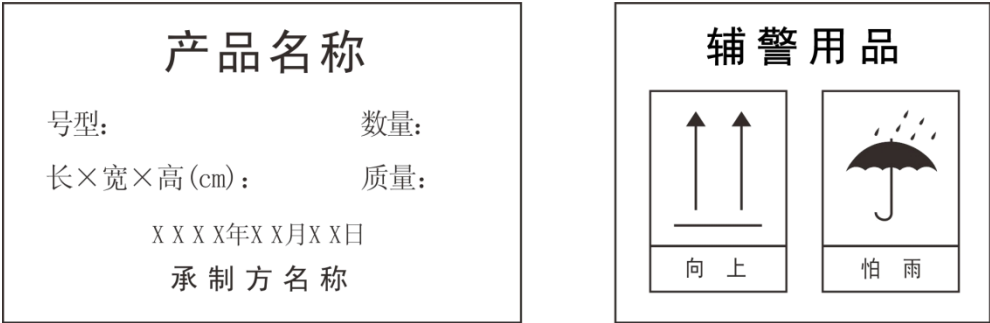 产品名称
号型： 数量：
长×宽×高(cm)： 质量：
XXXX年XX月XX日
承制方名称
辅警用品
向上 怕雨